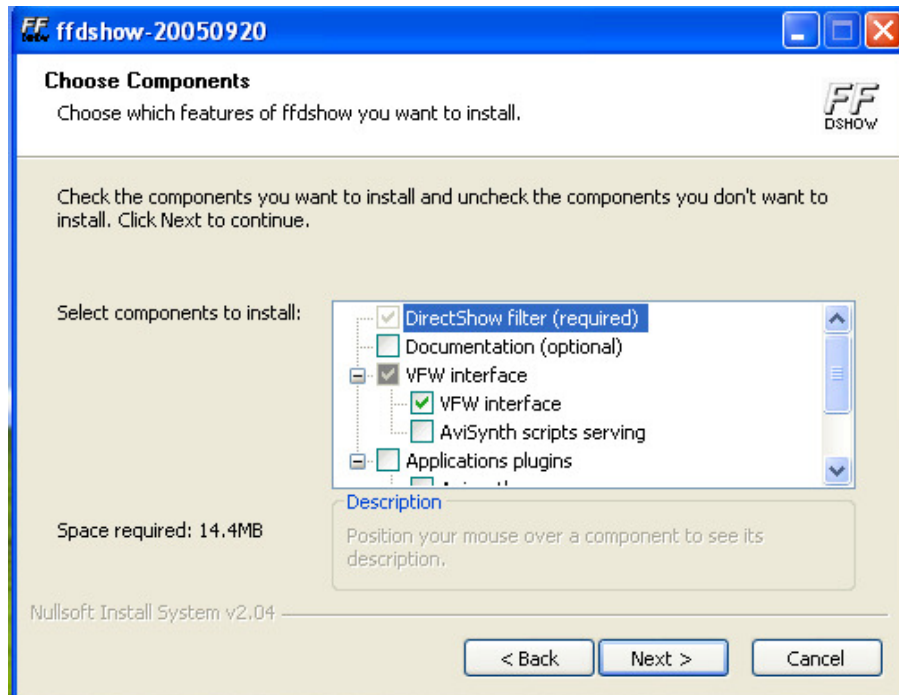 ffdshow-20050920
Choose Components
Choose which features of ffdshow you want to install.
FF
DSHOW
Check the components you want to install and uncheck the components you don't want to
install. Click Next to continue.
Select components to install:
DirectShow filter (required)
Documentation (optional)
VFW interface
VFW interface
AviSynth scripts serving
Applications plugins
Description
Position your mouse over a component to see its
description.
Space required: 14.4MB
Nullsoft Install System v2.04
< Back
Next >
Cancel